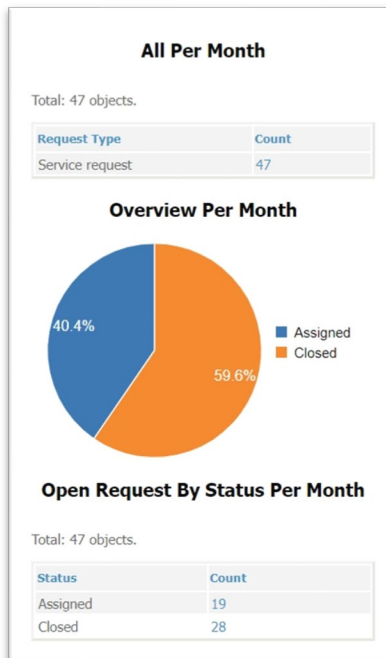 All Per Month
Total: 47 objects.
Request Type Count
Service request 47
Overview Per Month
40.4%
59.6%
Assigned
Closed
Open Request By Status Per Month
Total: 47 objects.
Status Count
Assigned 19
Closed 28